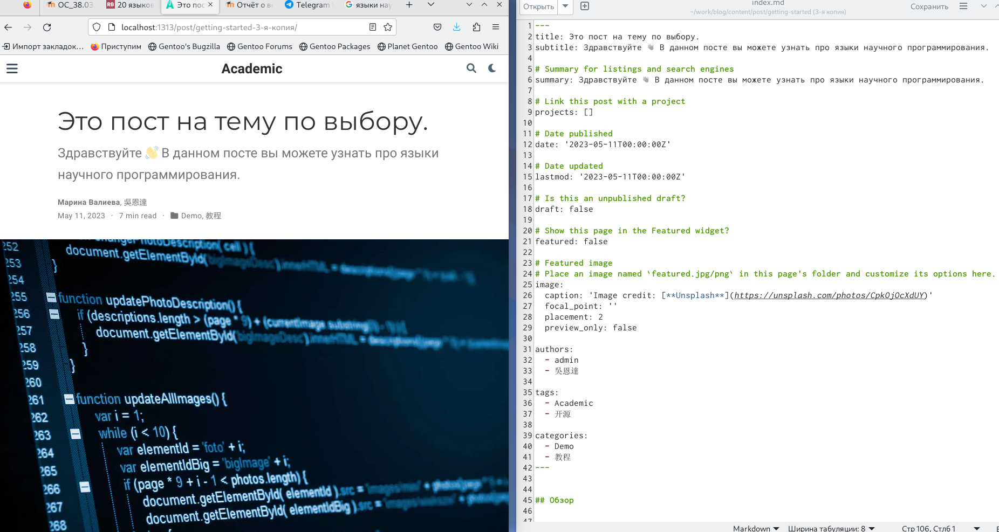 ОС_38.03
20 языков
Это пос
Отчёт о в
Telegram
языки нау
localhost:1313/post/getting-started-3-я-копия/
Импорт закладок…
Приступим
Gentoo's Bugzilla
Gentoo Forums
Gentoo Packages
Planet Gentoo
Gentoo Wiki
Academic
Это пост на тему по выбору.
Здравствуйте 👋 В данном посте вы можете узнать про языки
научного программирования.
Марина Валиева, 吳恩達
May 11, 2023 · 7 min read · Demo, 教程
252
document.getElementById(
253 }
254
255 function updatePhotoDescription() {
256 if (descriptions.length > (page * 9) + (currentImage.substring(
257 document.getElementById('bigImageDesc').innerHTML =
258 }
259 }
260
261 function updateAllImages() {
262 var i = 1;
263 while (i < 10) {
264 var elementId = 'foto' + i;
265 var elementIdBig = 'bigImage' + i;
266 if (page * 9 + i - 1 < photos.length) {
267 document.getElementById( elementId ).src =
268 document.getElementById( elementIdBig ).src =
Открыть
index.md
~/work/blog/content/post/getting-started (3-я копия)
Сохранить
1 ---
2 title: Это пост на тему по выбору.
3 subtitle: Здравствуйте 👋 В данном посте вы можете узнать про языки научного программирования.
4
5 # Summary for listings and search engines
6 summary: Здравствуйте 👋 В данном посте вы можете узнать про языки научного программирования.
7
8 # Link this post with a project
9 projects: []
10
11 # Date published
12 date: '2023-05-11T00:00:00Z'
13
14 # Date updated
15 lastmod: '2023-05-11T00:00:00Z'
16
17 # Is this an unpublished draft?
18 draft: false
19
20 # Show this page in the Featured widget?
21 featured: false
22
23 # Featured image
24 # Place an image named `featured.jpg/png` in this page's folder and customize its options here.
25 image:
26 caption: 'Image credit: [**Unsplash**](https://unsplash.com/photos/CpkOjOcXdUY)'
27 focal_point: ''
28 placement: 2
29 preview_only: false
30
31 authors:
32 - admin
33 - 吳恩達
34
35 tags:
36 - Academic
37 - 开源
38
39 categories:
40 - Demo
41 - 教程
42 ---
43
44
45 ## Обзор
46
47
Markdown
Ширина табуляции: 8
Стр 106, Стлб 1